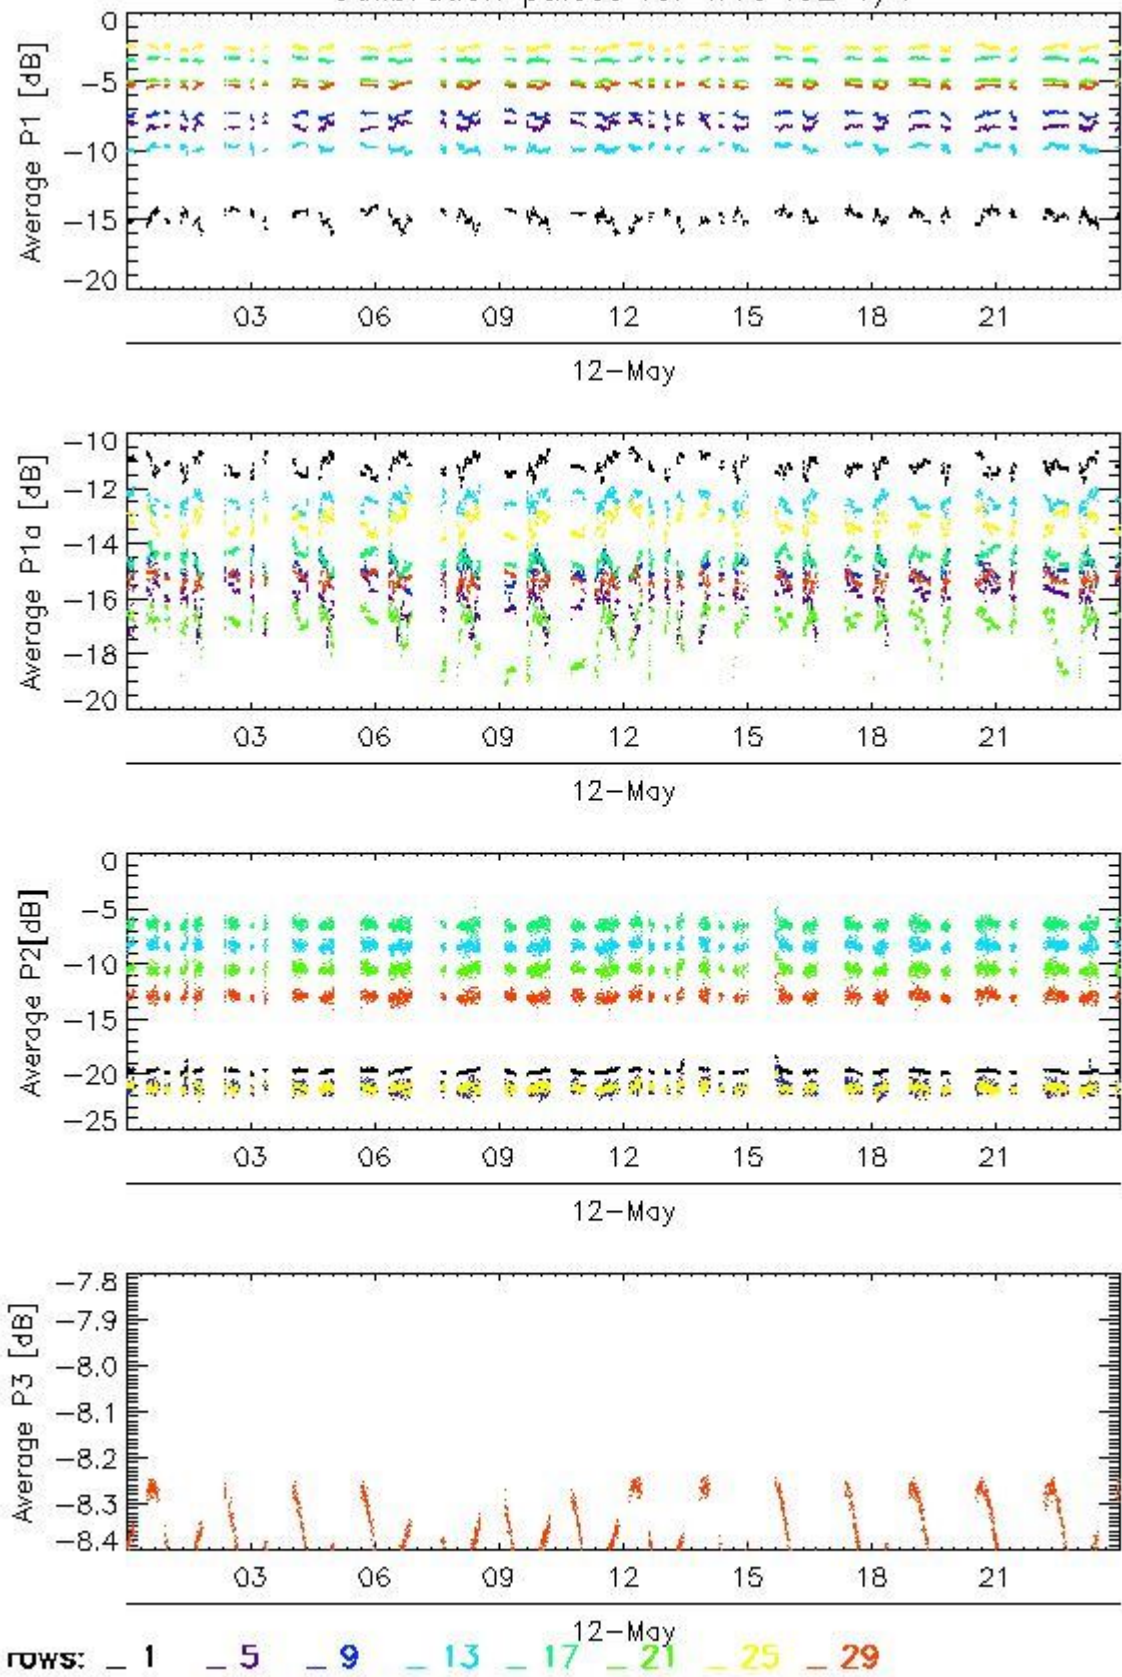 0
−5
−10
−15
−20
Average P1 [dB]
03 06 09 12 15 18 21
12−May
−10
−12
−14
−16
−18
−20
Average P1a [dB]
03 06 09 12 15 18 21
12−May
0
−5
−10
−15
−20
−25
Average P2[dB]
03 06 09 12 15 18 21
12−May
−7.8
−7.9
−8.0
−8.1
−8.2
−8.3
−8.4
Average P3 [dB]
03 06 09 12 15 18 21
12−May
rows: _ 1 _ 5 _ 9 _ 13 _ 17 _ 21 _ 25 _ 29